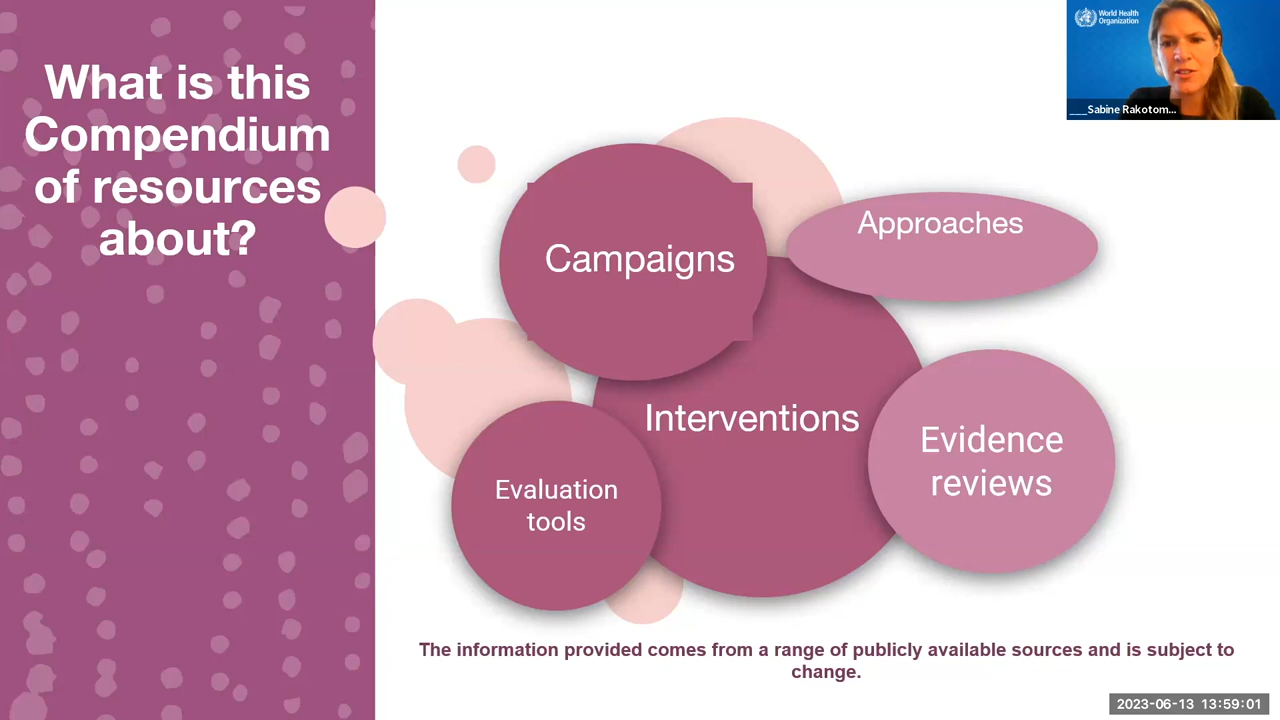 What is this
Compendium
of resources
about?
World Health
Organization
___Sabine Rakotom...
Campaigns
Approaches
Interventions
Evidence
reviews
Evaluation
tools
The information provided comes from a range of publicly available sources and is subject to
change.
2023-06-13 13:59:01